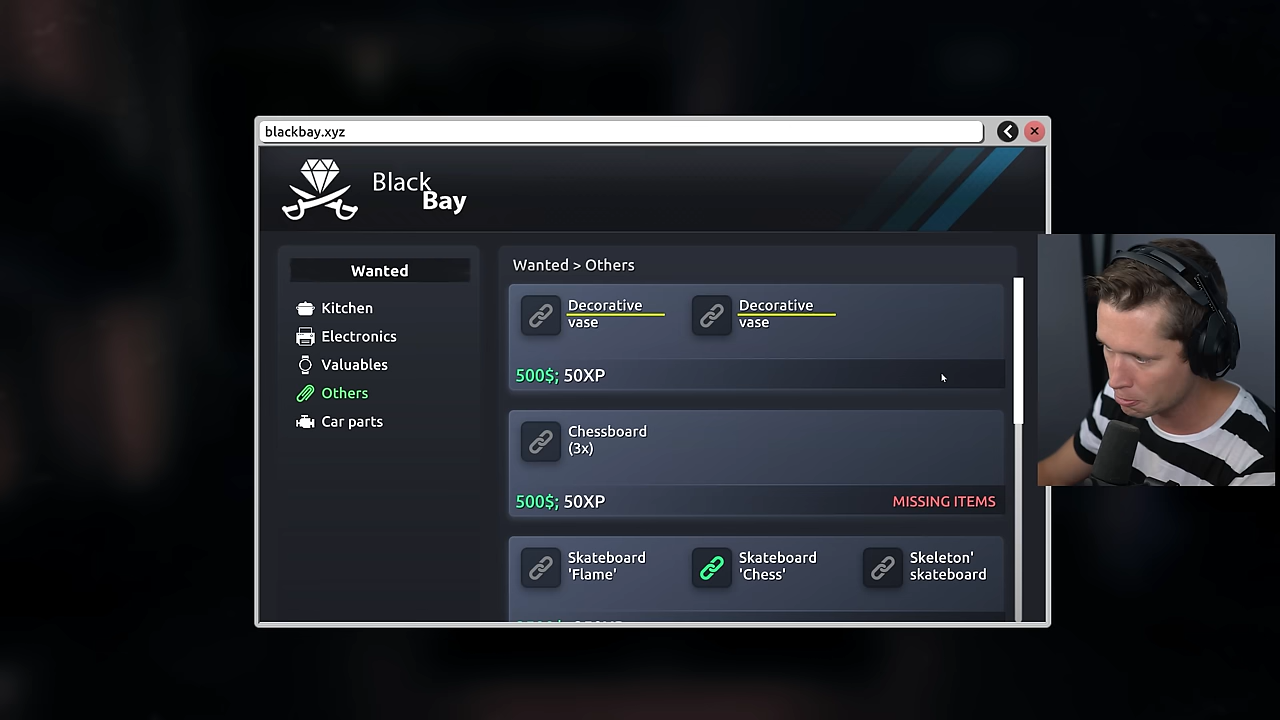 blackbay.xyz
Black
Bay
Wanted
Kitchen
Electronics
Valuables
Others
Car parts
Wanted > Others
Decorative
vase
Decorative
vase
500$; 50XP
Chessboard
(3x)
500$; 50XP
MISSING ITEMS
Skateboard
'Flame'
Skateboard
'Chess'
Skeleton'
skateboard